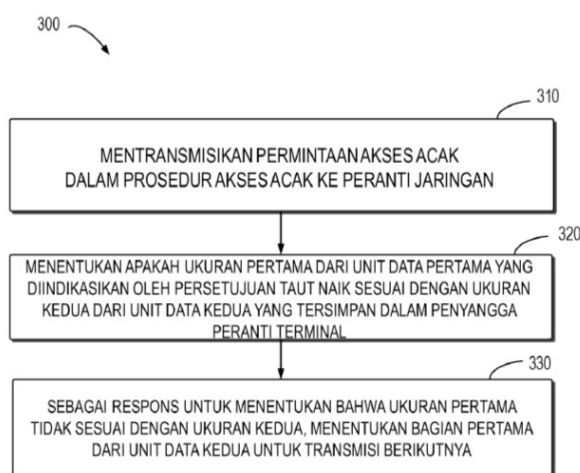 300
310
MENTRANSMISIKAN PERMINTAAN AKSES ACAK
DALAM PROSEDUR AKSES ACAK KE PERANTI JARINGAN
320
MENENTUKAN APAKAH UKURAN PERTAMA DARI UNIT DATA PERTAMA YANG
DIINDIKASIKAN OLEH PERSETUJUAN TAUT NAIK SESUAI DENGAN UKURAN
KEDUA DARI UNIT DATA KEDUA YANG TERSIMPAN DALAM PENYANGGA
PERANTI TERMINAL
330
SEBAGAI RESPONS UNTUK MENENTUKAN BAHWA UKURAN PERTAMA
TIDAK SESUAI DENGAN UKURAN KEDUA, MENENTUKAN BAGIAN PERTAMA
DARI UNIT DATA KEDUA UNTUK TRANSMISI BERIKUTNYA